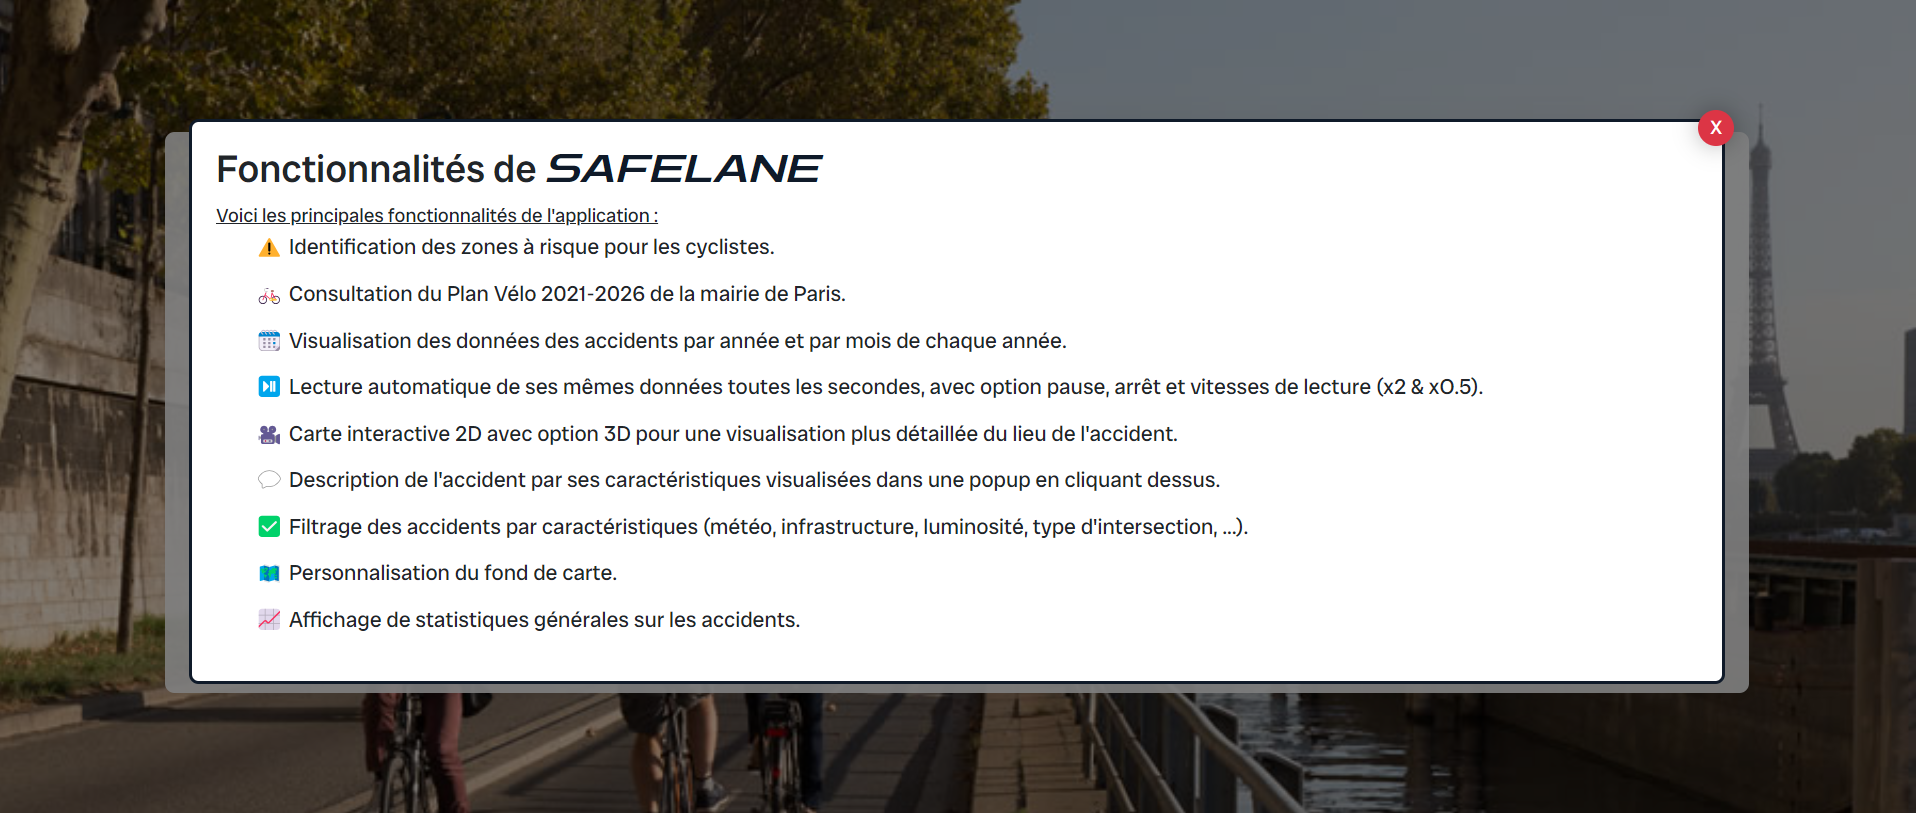 X
Fonctionnalités de SAFELANE
Voici les principales fonctionnalités de l'application :
Identification des zones à risque pour les cyclistes.
Consultation du Plan Vélo 2021-2026 de la mairie de Paris.
Visualisation des données des accidents par année et par mois de chaque année.
Lecture automatique de ses mêmes données toutes les secondes, avec option pause, arrêt et vitesses de lecture (x2 & x0.5).
Carte interactive 2D avec option 3D pour une visualisation plus détaillée du lieu de l'accident.
Description de l'accident par ses caractéristiques visualisées dans une popup en cliquant dessus.
Filtrage des accidents par caractéristiques (météo, infrastructure, luminosité, type d'intersection, ...).
Personnalisation du fond de carte.
Affichage de statistiques générales sur les accidents.